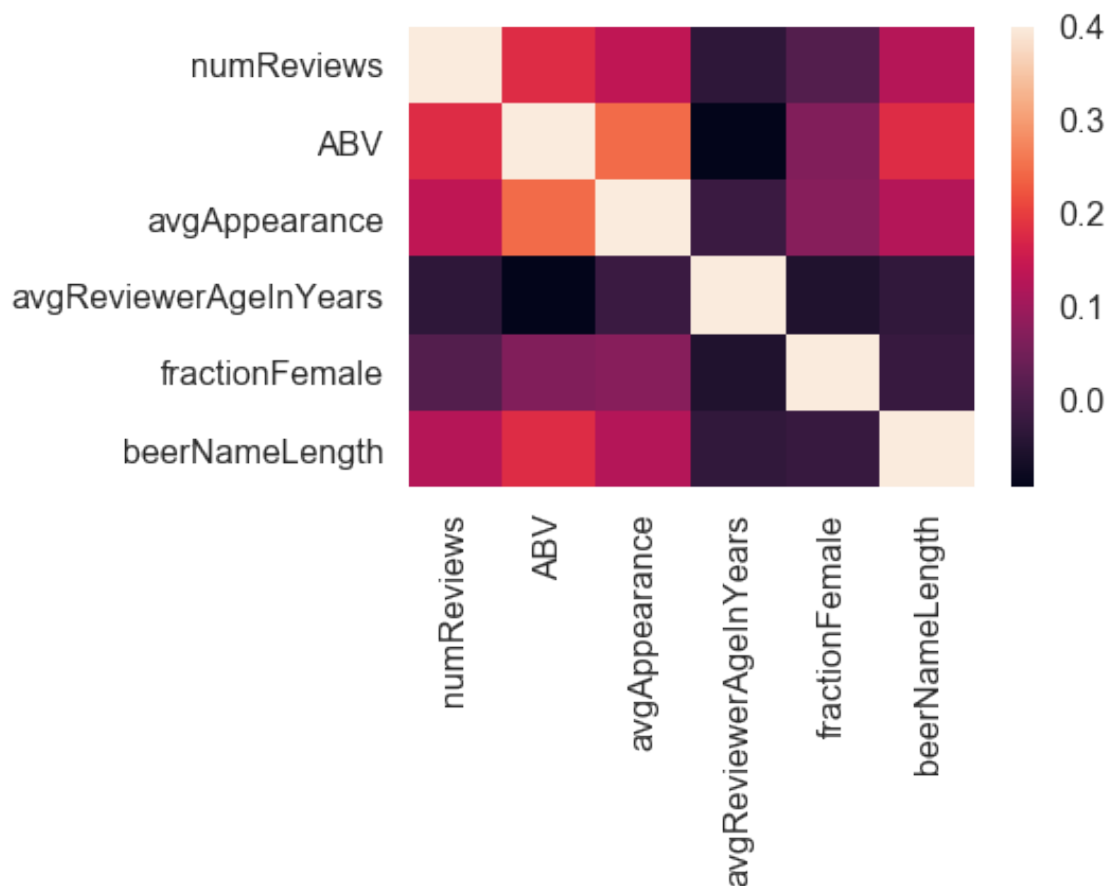 numReviews
ABV
avgAppearance
avgReviewerAgeInYears
fractionFemale
beerNameLength
0.4
0.3
0.2
0.1
0.0
numReviews
ABV
avgAppearance
avgReviewerAgeInYears
fractionFemale
beerNameLength